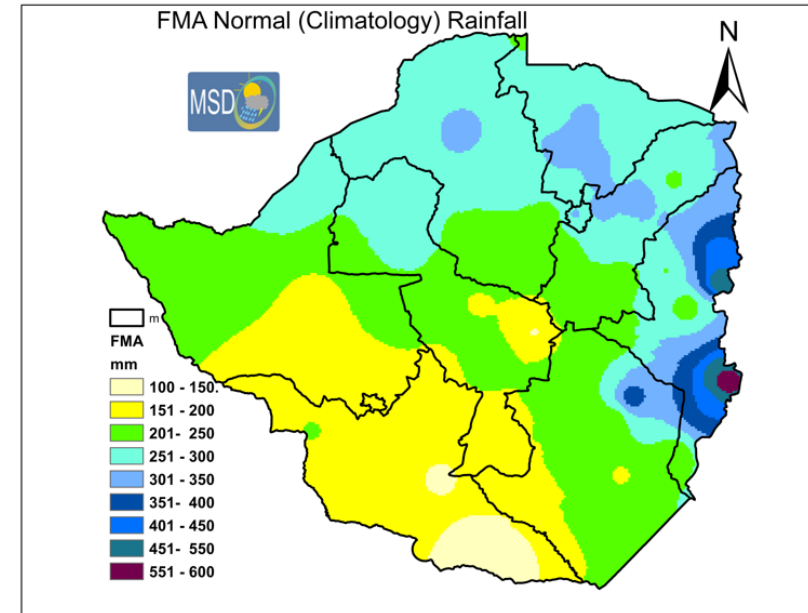 FMA Normal (Climatology) Rainfall
N
MSD
m
FMA
mm
100 - 150.
151 - 200
201- 250
251 - 300
301 - 350
351- 400
401 - 450
451- 550
551 - 600